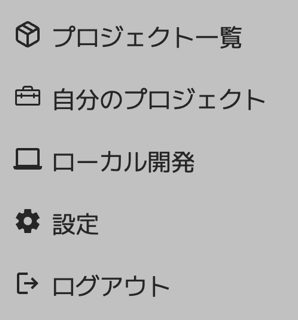 プロジェクト一覧
自分のプロジェクト
ローカル開発
設定
ログアウト